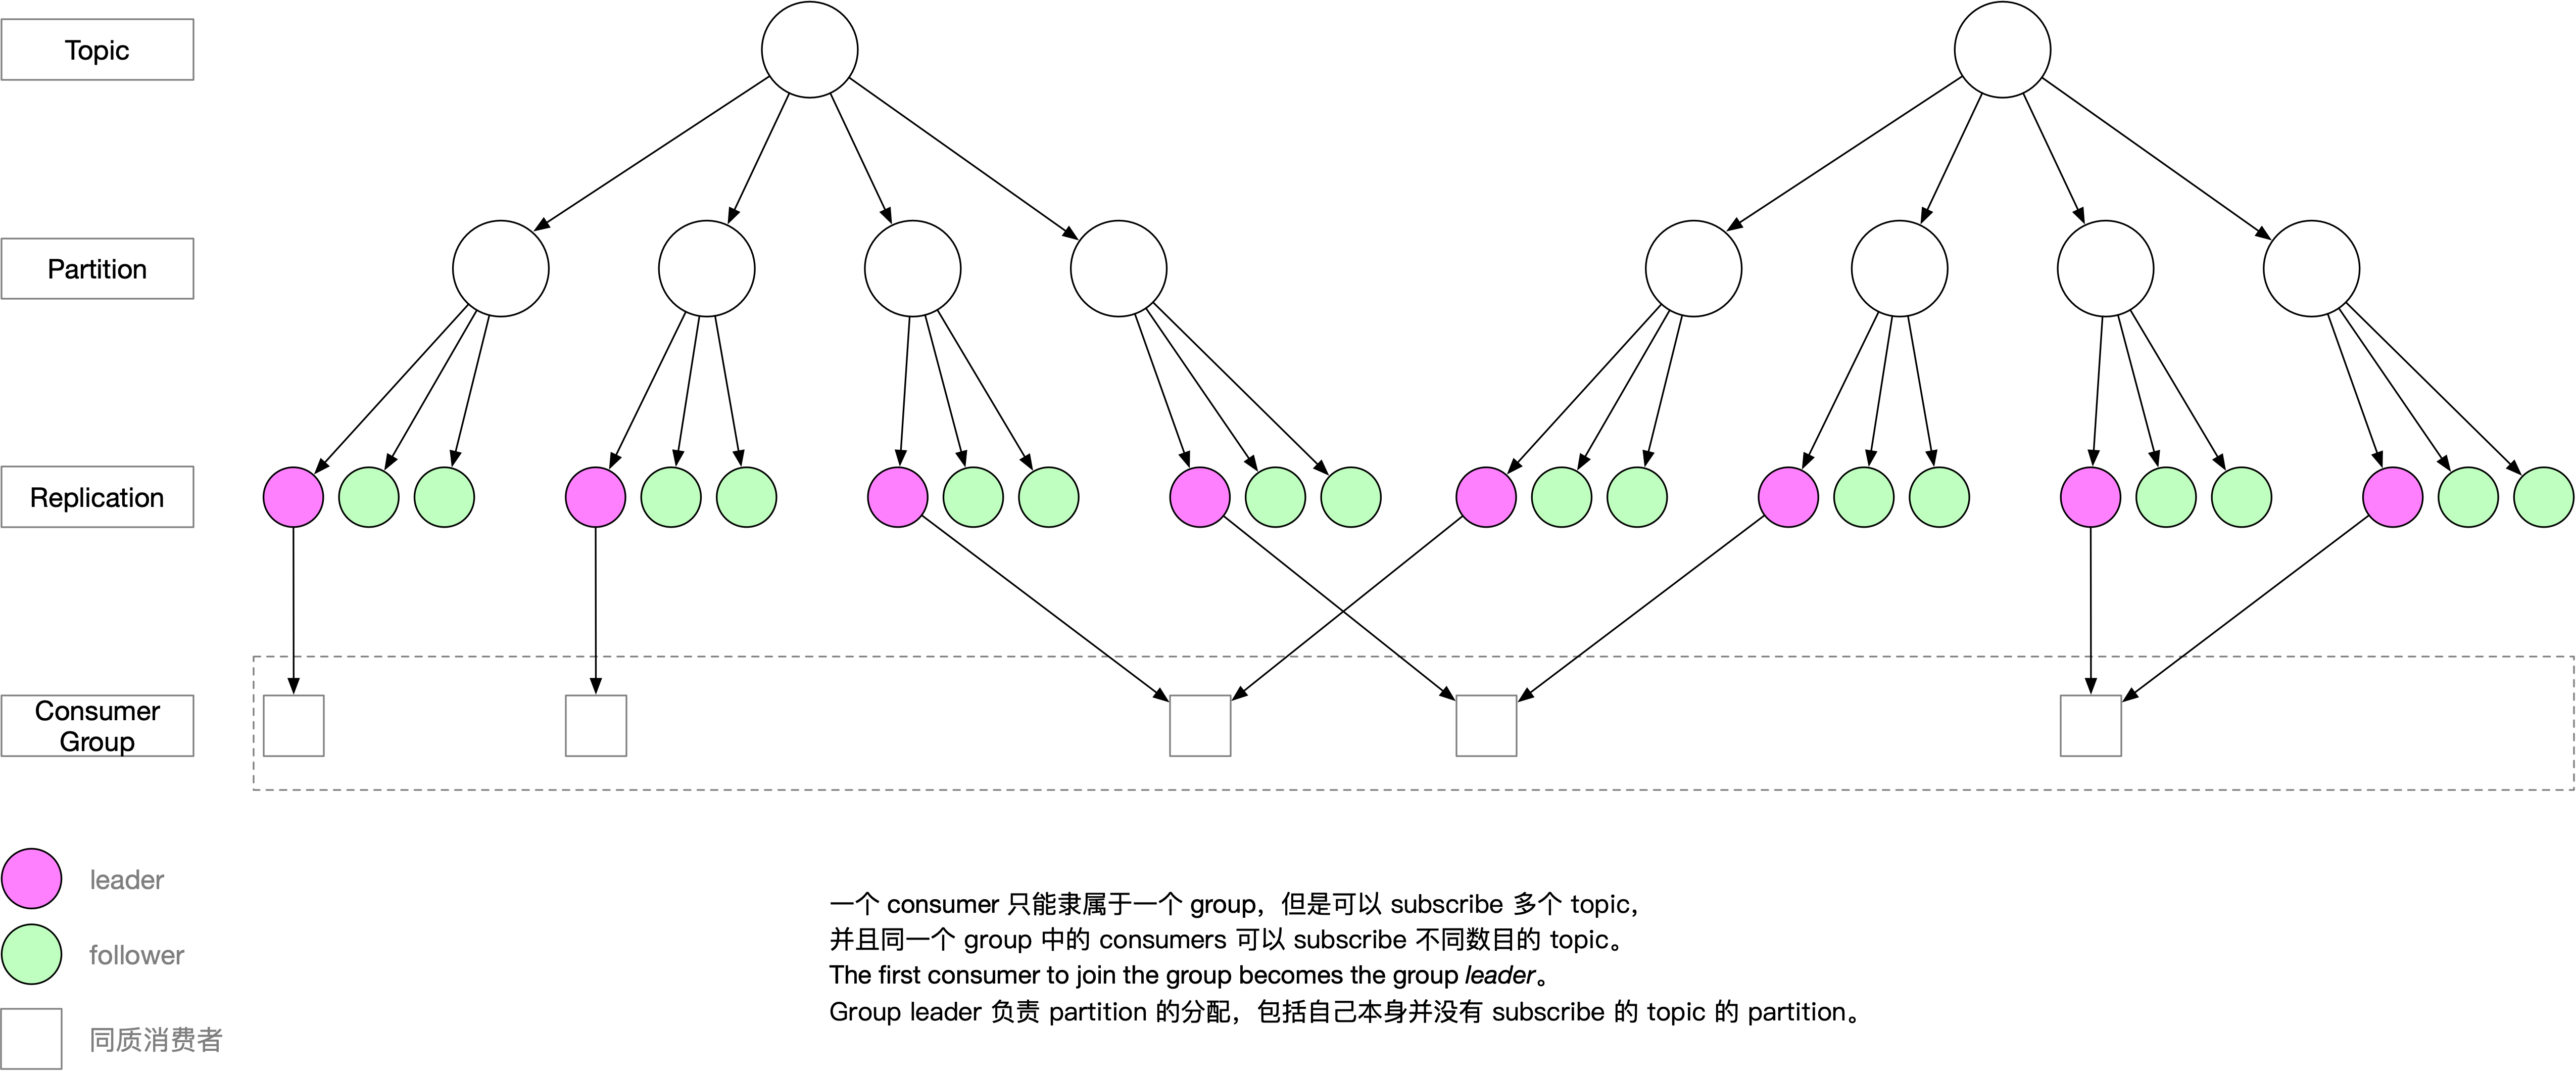 Topic
Partition
Replication
Consumer
Group
leader
follower
同质消费者
一个 consumer 只能隶属于一个 group，但是可以 subscribe 多个 topic，
并且同一个 group 中的 consumers 可以 subscribe 不同数目的 topic。
The first consumer to join the group becomes the group leader。
Group leader 负责 partition 的分配，包括自己本身并没有 subscribe 的 topic 的 partition。